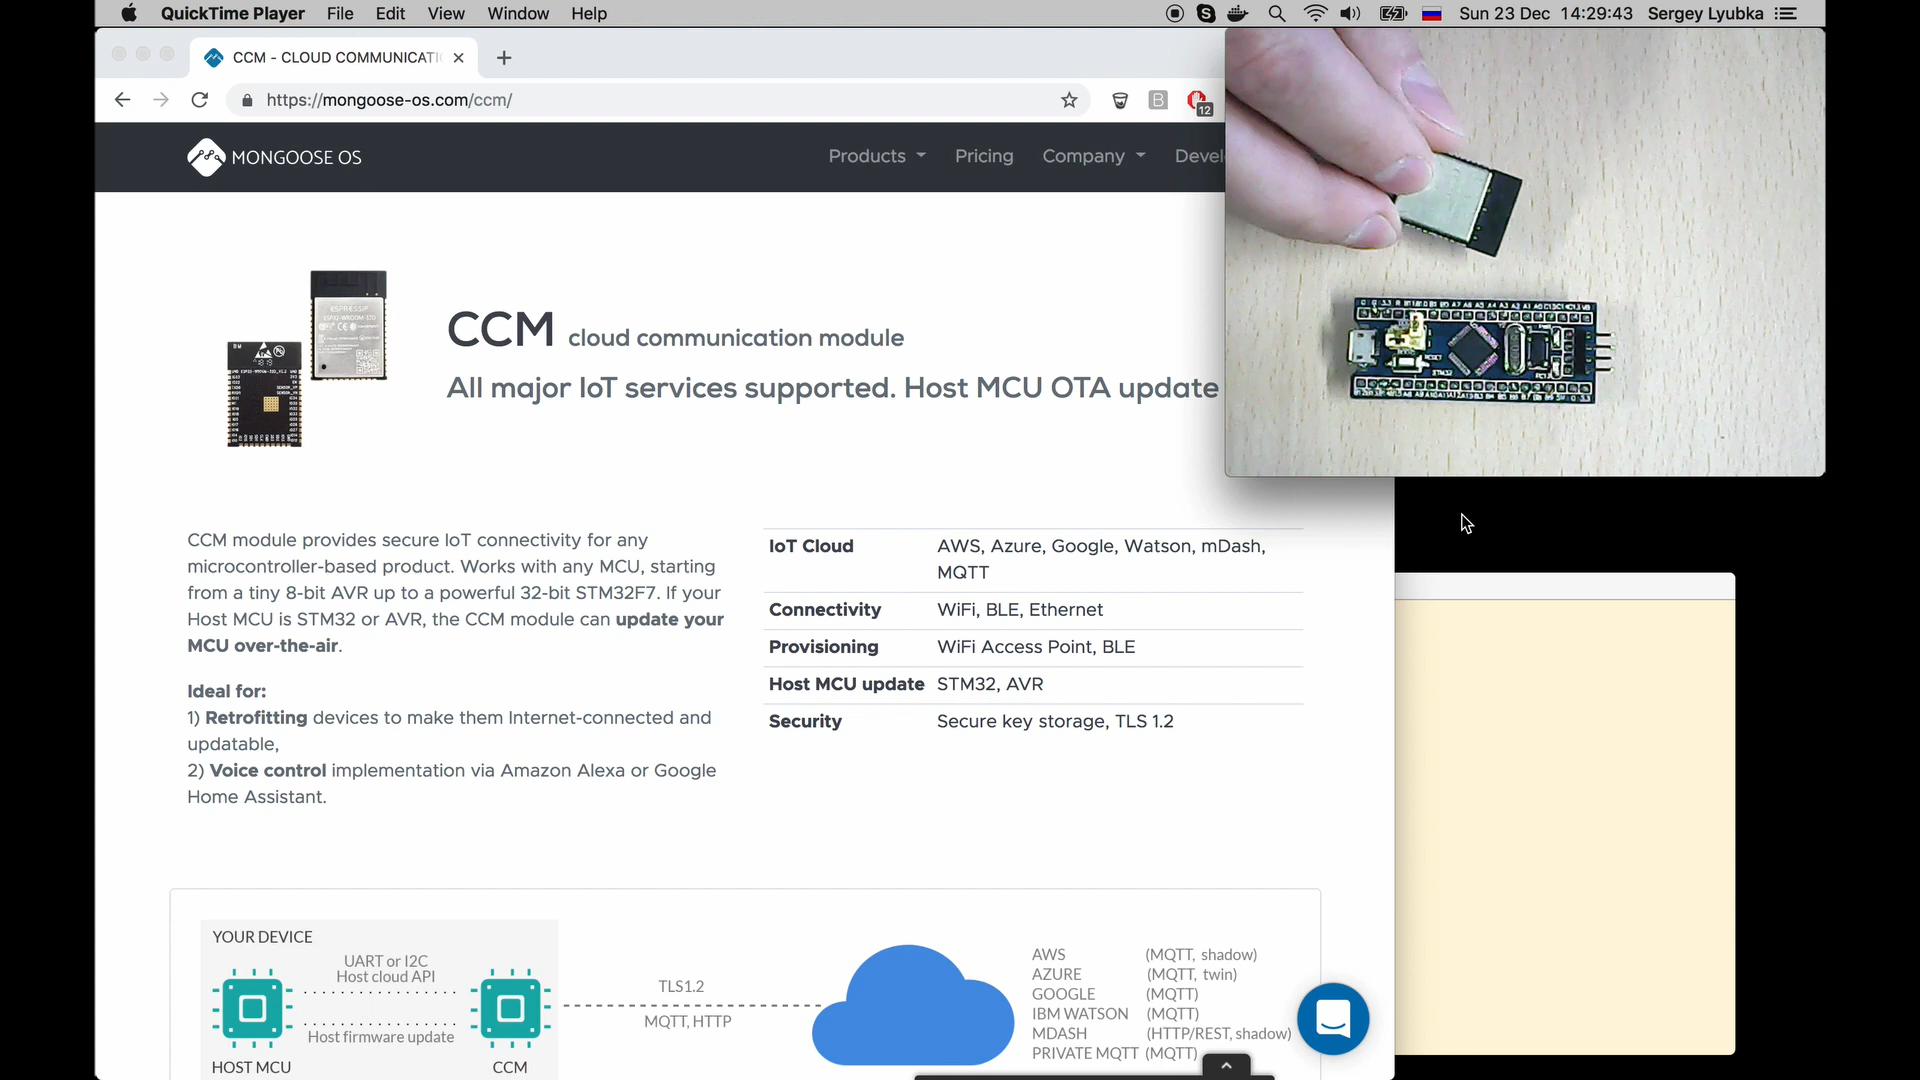 QuickTime Player File Edit View Window Help
Sun 23 Dec 14:29:43 Sergey Lyubka
CCM - CLOUD COMMUNICATI
https://mongoose-os.com/ccm/
12
MONGOOSE OS
Products Pricing Company Devel
CCM cloud communication module
All major IoT services supported. Host MCU OTA update
CCM module provides secure IoT connectivity for any
microcontroller-based product. Works with any MCU, starting
from a tiny 8-bit AVR up to a powerful 32-bit STM32F7. If your
Host MCU is STM32 or AVR, the CCM module can update your
MCU over-the-air.
Ideal for:
1) Retrofitting devices to make them Internet-connected and
updatable,
2) Voice control implementation via Amazon Alexa or Google
Home Assistant.
IoT Cloud AWS, Azure, Google, Watson, mDash,
MQTT
Connectivity WiFi, BLE, Ethernet
Provisioning WiFi Access Point, BLE
Host MCU update STM32, AVR
Security Secure key storage, TLS 1.2
YOUR DEVICE
UART or I2C
Host cloud API
Host firmware update
HOST MCU
CCM
TLS1.2
MQTT, HTTP
AWS (MQTT, shadow)
AZURE (MQTT, twin)
GOOGLE (MQTT)
IBM WATSON (MQTT)
MDASH (HTTP/REST, shadow)
PRIVATE MQTT (MQTT)